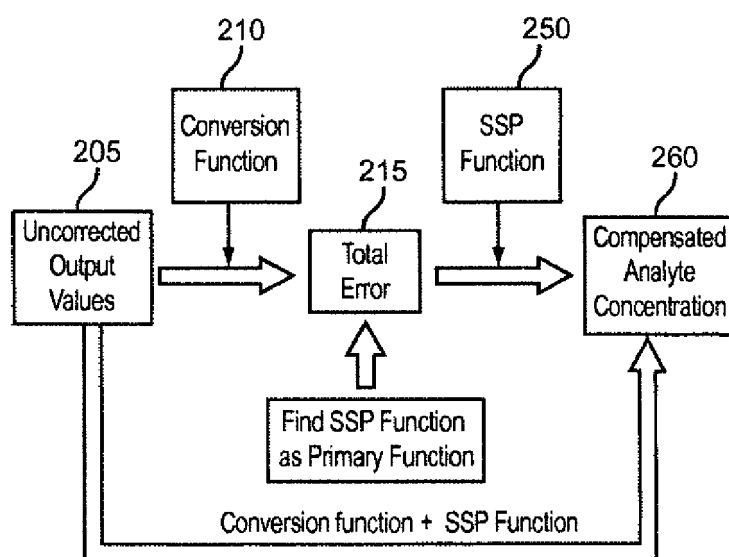 210
250
Conversion
Function
SSP
Function
205
215
260
Uncorrected
Output
Values
Total
Error
Compensated
Analyte
Concentration
Find SSP Function
as Primary Function
Conversion function + SSP Function